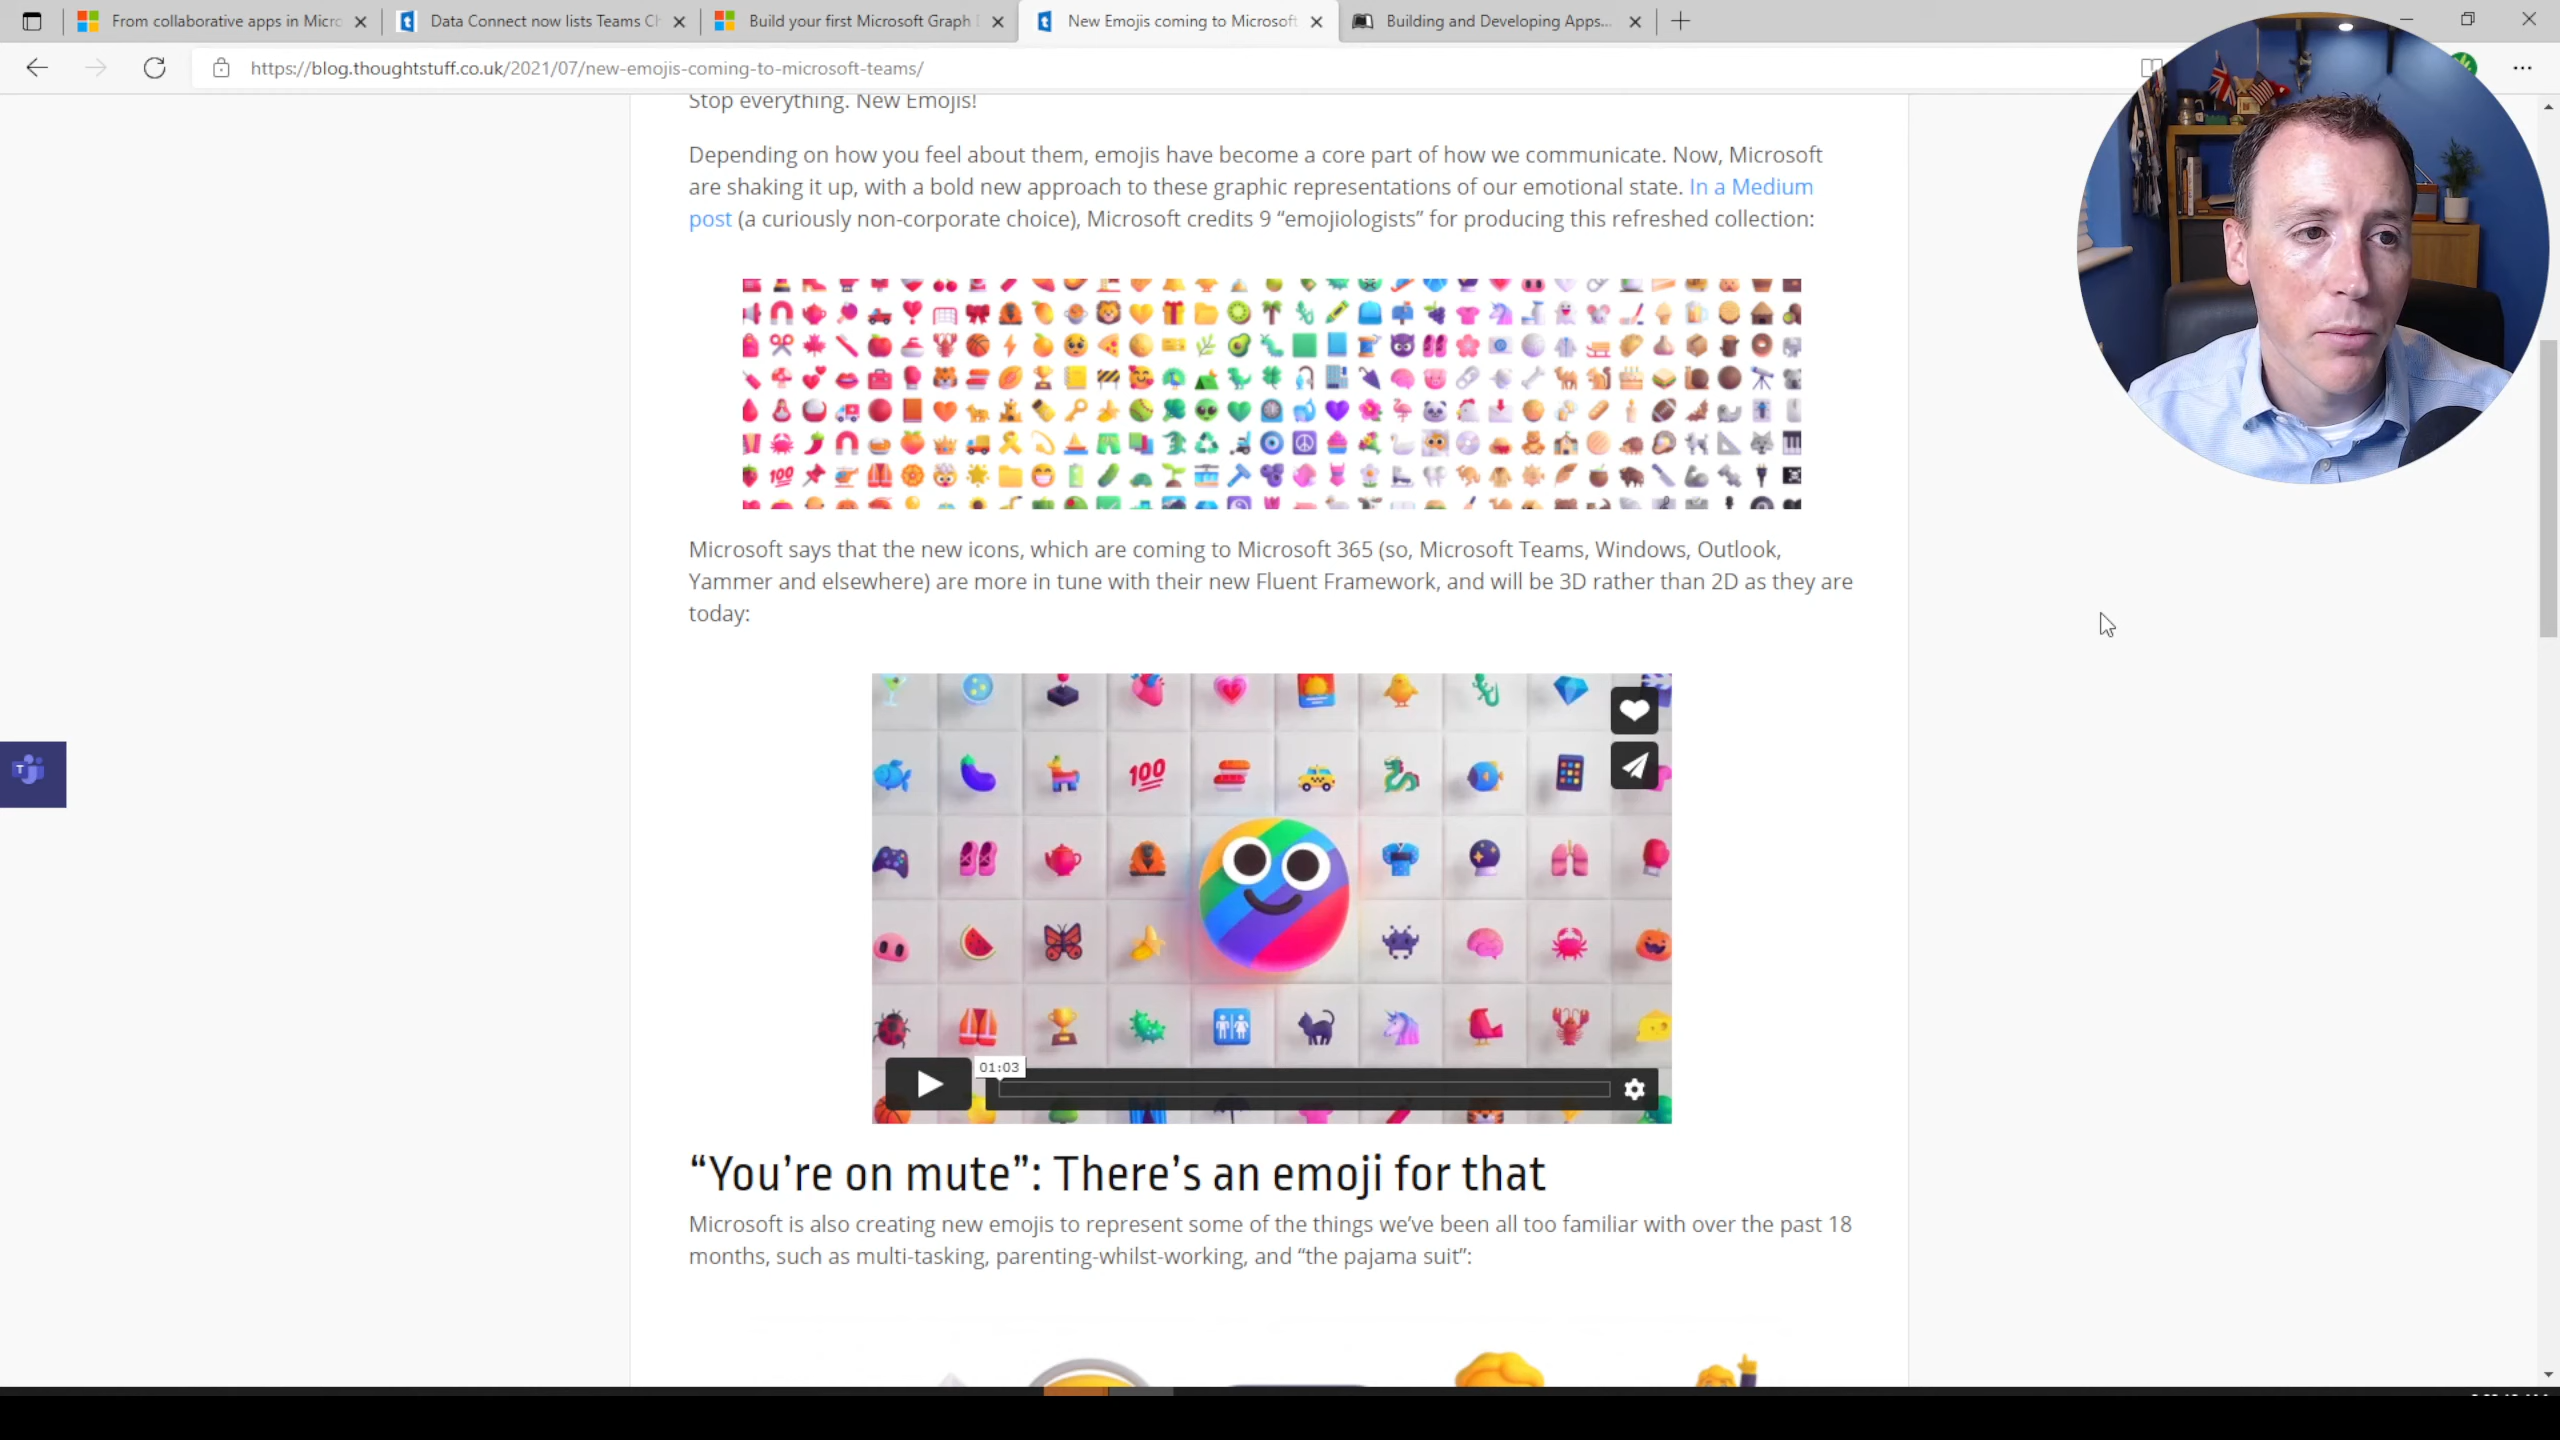 From collaborative apps in Micro
Data Connect now lists Teams Ch
Build your first Microsoft Graph
New Emojis coming to Microsoft
Building and Developing Apps...
https://blog.thoughtstuff.co.uk/2021/07/new-emojis-coming-to-microsoft-teams/
Stop everything. New Emojis!
Depending on how you feel about them, emojis have become a core part of how we communicate. Now, Microsoft
are shaking it up, with a bold new approach to these graphic representations of our emotional state. In a Medium
post (a curiously non-corporate choice), Microsoft credits 9 “emojiologists” for producing this refreshed collection:
100
Microsoft says that the new icons, which are coming to Microsoft 365 (so, Microsoft Teams, Windows, Outlook,
Yammer and elsewhere) are more in tune with their new Fluent Framework, and will be 3D rather than 2D as they are
today:
100
T
01:03
“You’re on mute”: There’s an emoji for that
Microsoft is also creating new emojis to represent some of the things we’ve been all too familiar with over the past 18
months, such as multi-tasking, parenting-whilst-working, and “the pajama suit”: